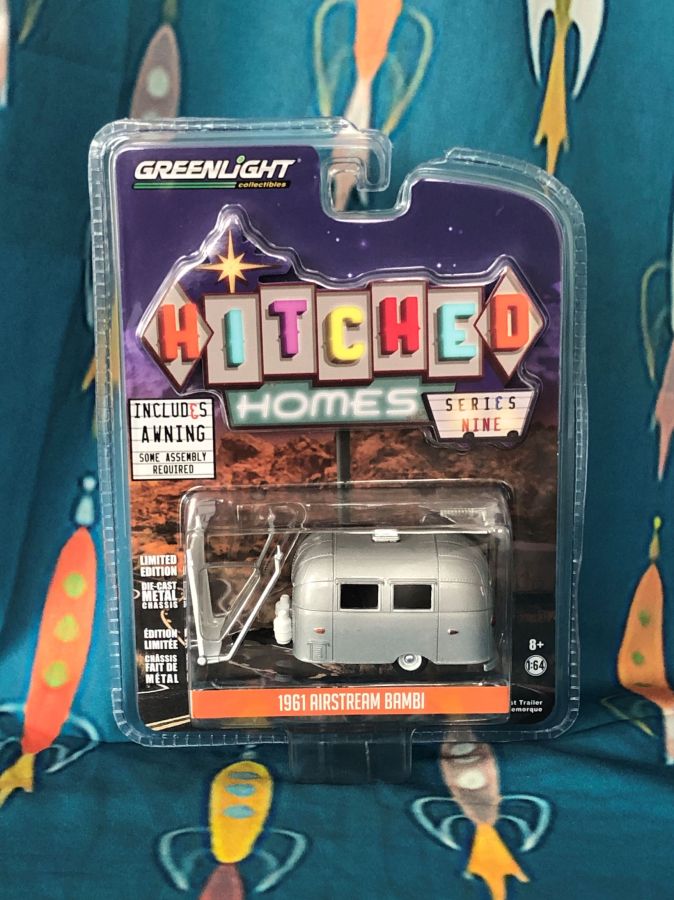 GREENLIGHT
collectibles
HITCHED
HOMES
SERIES
NINE
INCLUDES
AWNING
SOME ASSEMBLY
REQUIRED
LIMITED
EDITION
DIE-CAST
METAL
CHASSIS
ÉDITION
LIMITÉE
CHÂSSIS
FAIT DE
MÉTAL
8+
1:64
Trailer
1961 AIRSTREAM BAMBI